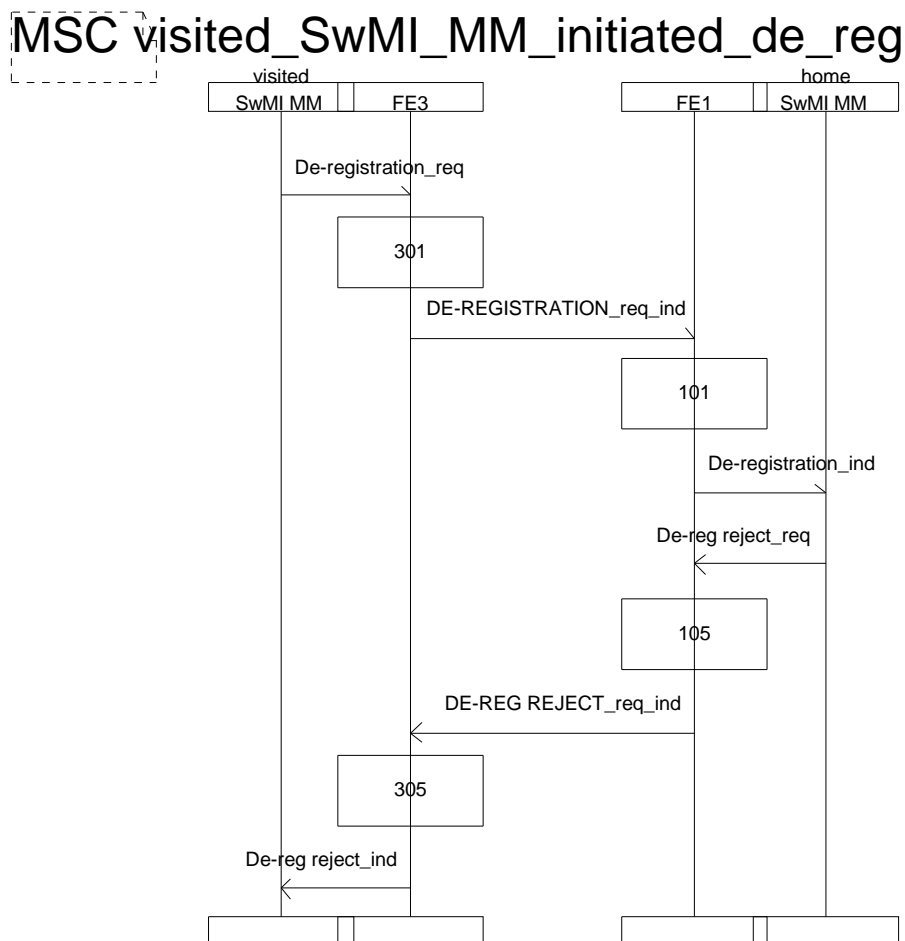 MSC visited_SwMI_MM_initiated_de_reg
visited
SwMI MM
FE3
FE1
home
SwMI MM
De-registration_req
301
DE-REGISTRATION_req_ind
101
De-registration_ind
De-reg reject_req
105
DE-REG REJECT_req_ind
305
De-reg reject_ind